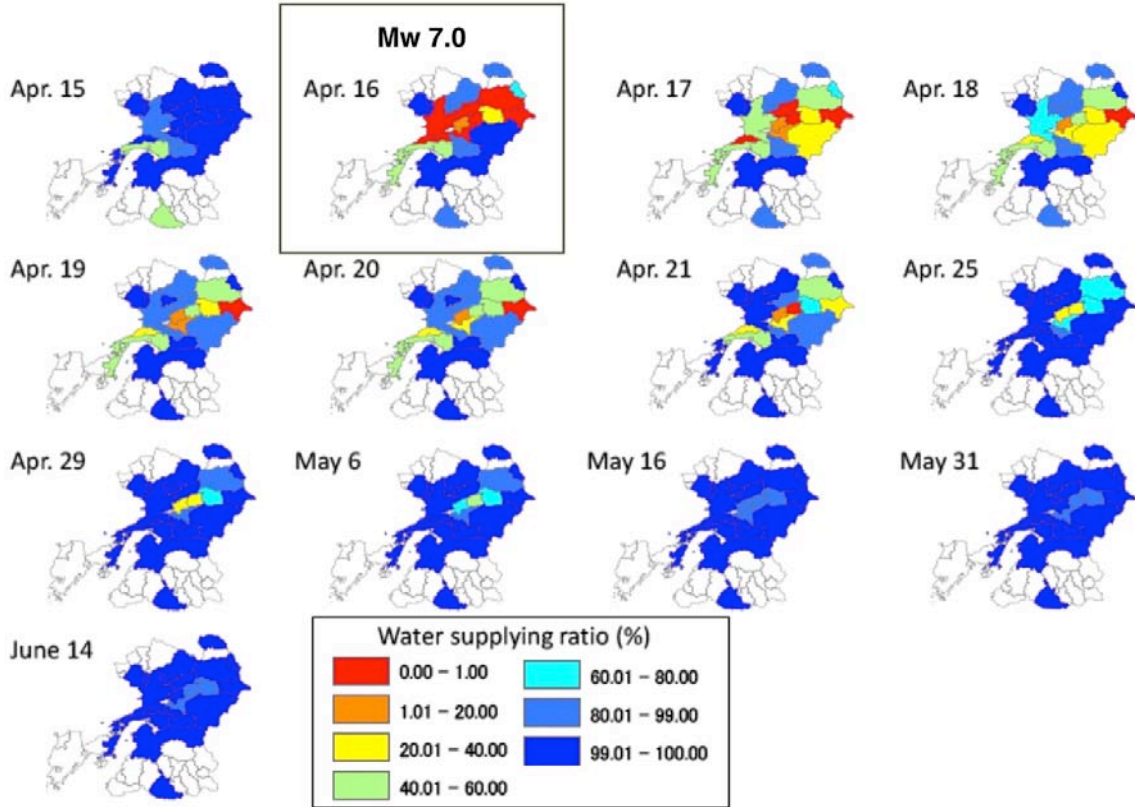 Mw 7.0
Apr. 15
Apr. 16
Apr. 17
Apr. 18
Apr. 19
Apr. 20
Apr. 21
Apr. 25
Apr. 29
May 6
May 16
May 31
June 14
Water supplying ratio (%)
0.00 – 1.00
60.01 – 80.00
1.01 – 20.00
80.01 – 99.00
20.01 – 40.00
99.01 – 100.00
40.01 – 60.00